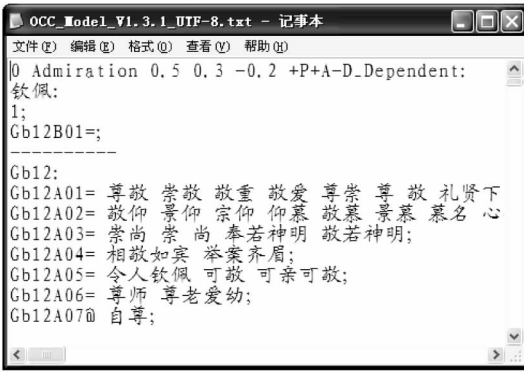 OCC_Model_V1.3.1_UTF-8.txt - 记事本
文件(F) 编辑(E) 格式(O) 查看(V) 帮助(H)
0 Admiration 0.5 0.3 -0.2 +P+A-D_Dependent:
钦佩:
1;
Gb12B01=;
----------
Gb12:
Gb12A01= 尊敬 崇敬 敬重 敬爱 尊崇 尊 敬 礼贤下
Gb12A02= 敬仰 景仰 宗仰 仰慕 敬慕 景慕 慕名 心
Gb12A03= 崇尚 崇 尚 奉若神明 敬若神明;
Gb12A04= 相敬如宾 举案齐眉;
Gb12A05= 令人钦佩 可敬 可亲可敬;
Gb12A06= 尊师 尊老爱幼;
Gb12A07@ 自尊;